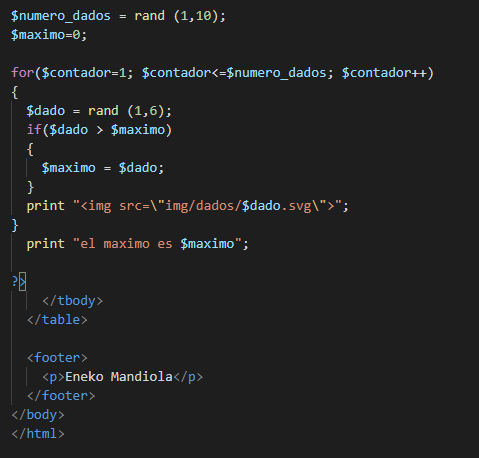 $numero_dados = rand (1,10);
$maximo=0;
for($contador=1; $contador<=$numero_dados; $contador++)
{
$dado = rand (1,6);
if($dado > $maximo)
{
$maximo = $dado;
}
print "<img src=\"img/dados/$dado.svg\">";
}
print "el maximo es $maximo";
?>
</tbody>
</table>
<footer>
<p>Eneko Mandiola</p>
</footer>
</body>
</html>